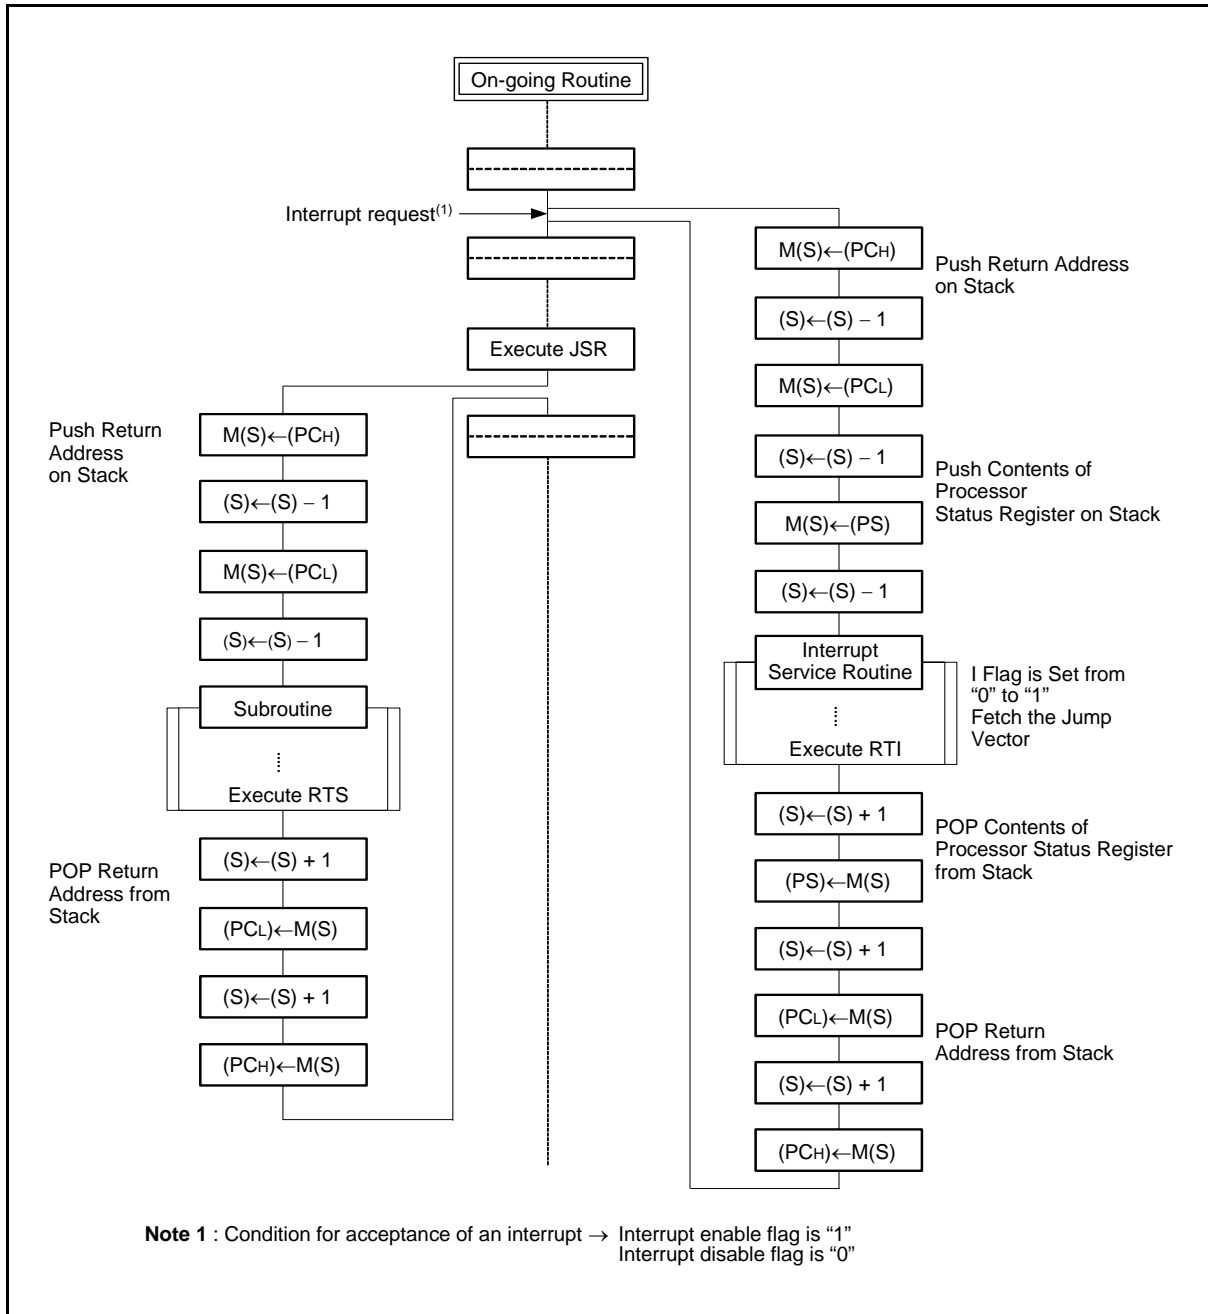 On-going Routine
Interrupt request(1)
Execute JSR
Push Return
Address
on Stack
M(S)←(PCH)
(S)←(S) − 1
M(S)←(PCL)
(S)←(S) − 1
Subroutine
Execute RTS
POP Return
Address from
Stack
(S)←(S) + 1
(PCL)←M(S)
(S)←(S) + 1
(PCH)←M(S)
M(S)←(PCH)
Push Return Address
on Stack
(S)←(S) − 1
M(S)←(PCL)
(S)←(S) − 1
Push Contents of
Processor
Status Register on Stack
M(S)←(PS)
(S)←(S) − 1
Interrupt
Service Routine
I Flag is Set from
“0” to “1”
Fetch the Jump
Vector
Execute RTI
(S)←(S) + 1
POP Contents of
Processor Status Register
from Stack
(PS)←M(S)
(S)←(S) + 1
(PCL)←M(S)
POP Return
Address from Stack
(S)←(S) + 1
(PCH)←M(S)
Note 1 : Condition for acceptance of an interrupt → Interrupt enable flag is “1”
Interrupt disable flag is “0”